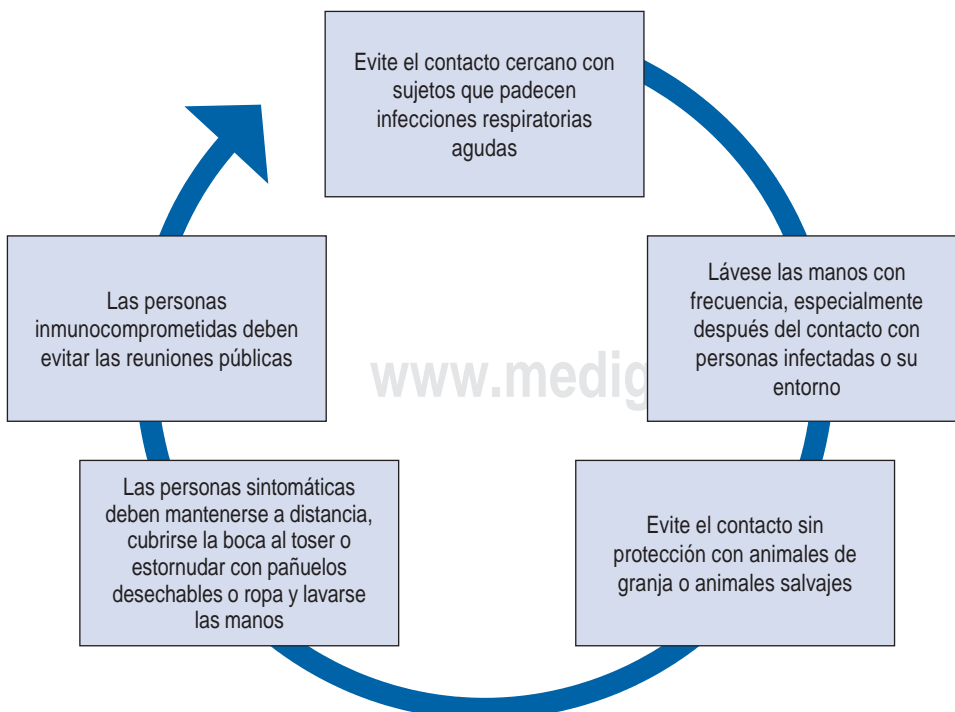 Evite el contacto cercano con
sujetos que padecen
infecciones respiratorias
agudas
Lávese las manos con
frecuencia, especialmente
después del contacto con
personas infectadas o su
entorno
Evite el contacto sin
protección con animales de
granja o animales salvajes
Las personas sintomáticas
deben mantenerse a distancia,
cubrirse la boca al toser o
estornudar con pañuelos
desechables o ropa y lavarse
las manos
Las personas
inmunocomprometidas deben
evitar las reuniones públicas